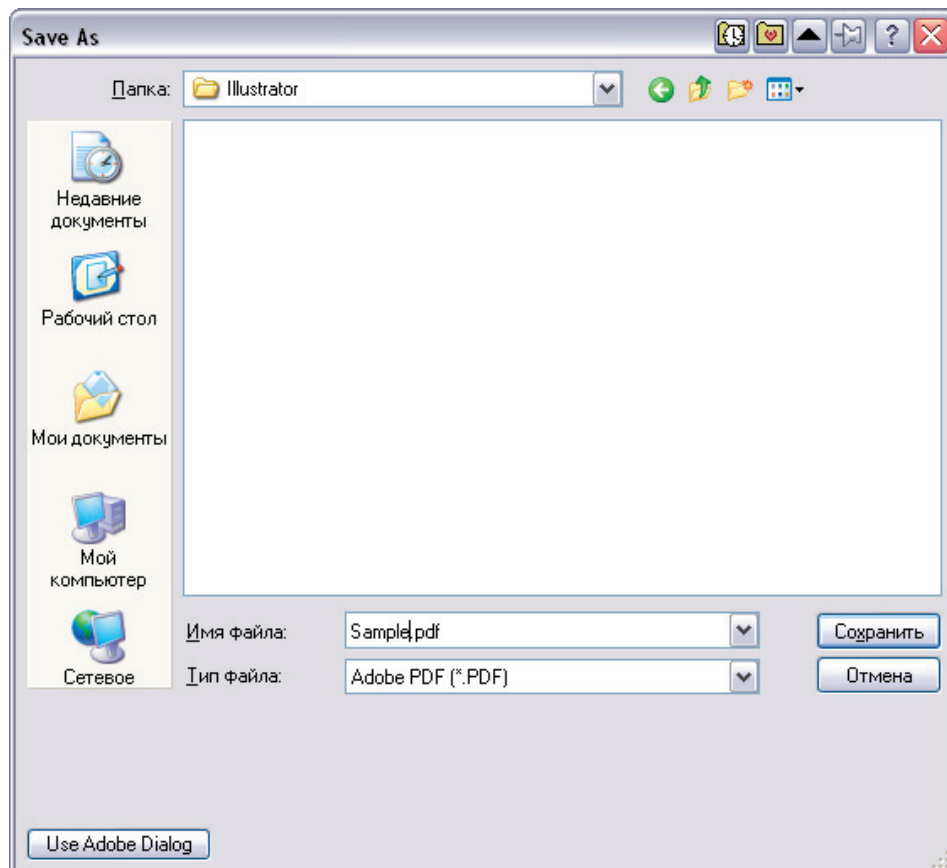 Save As
Папка:
Illustrator
Недавние
документы
Рабочий стол
Мои документы
Мой
компьютер
Сетевое
Имя файла:
Sample.pdf
Сохранить
Тип файла:
Adobe PDF (*.PDF)
Отмена
Use Adobe Dialog